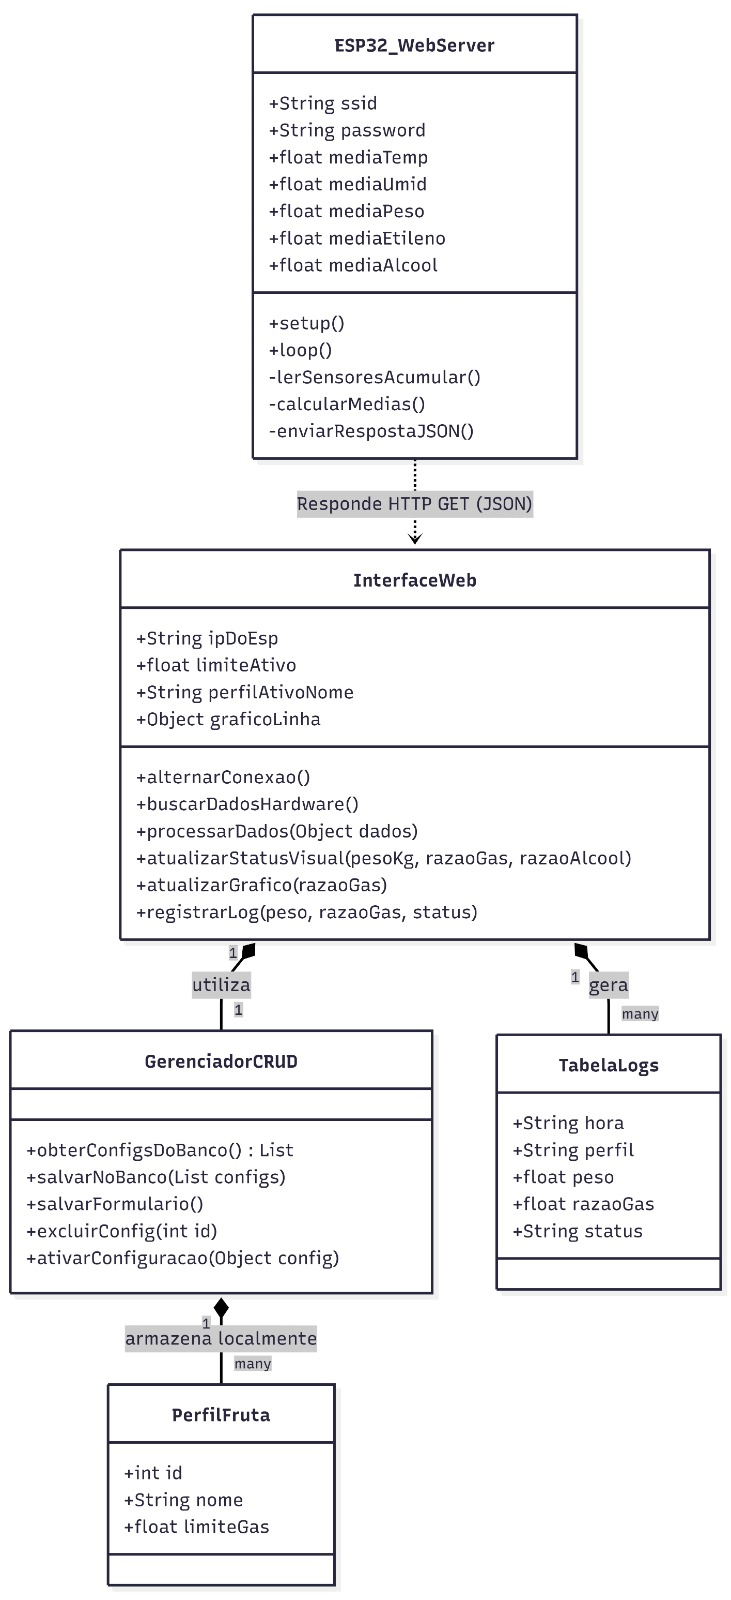 ESP32_WebServer
+String ssid
+String password
+float mediaTemp
+float mediaUmid
+float mediaPeso
+float mediaEtileno
+float mediaAlcool
+setup()
+loop()
-lerSensoresAcumular()
-calcularMedias()
-enviarRespostaJSON()
Responde HTTP GET (JSON)
InterfaceWeb
+String ipDoEsp
+float limiteAtivo
+String perfilAtivoNome
+Object graficoLinha
+alternarConexao()
+buscarDadosHardware()
+processarDados(Object dados)
+atualizarStatusVisual(pesoKg, razaoGas, razaoAlcool)
+atualizarGrafico(razaoGas)
+registrarLog(peso, razaoGas, status)
1
utiliza
1
1
gera
many
GerenciadorCRUD
+obterConfigsDoBanco() : List
+salvarNoBanco(List configs)
+salvarFormulario()
+excluirConfig(int id)
+ativarConfiguracao(Object config)
TabelaLogs
+String hora
+String perfil
+float peso
+float razaoGas
+String status
1
armazena localmente
many
PerfilFruta
+int id
+String nome
+float limiteGas